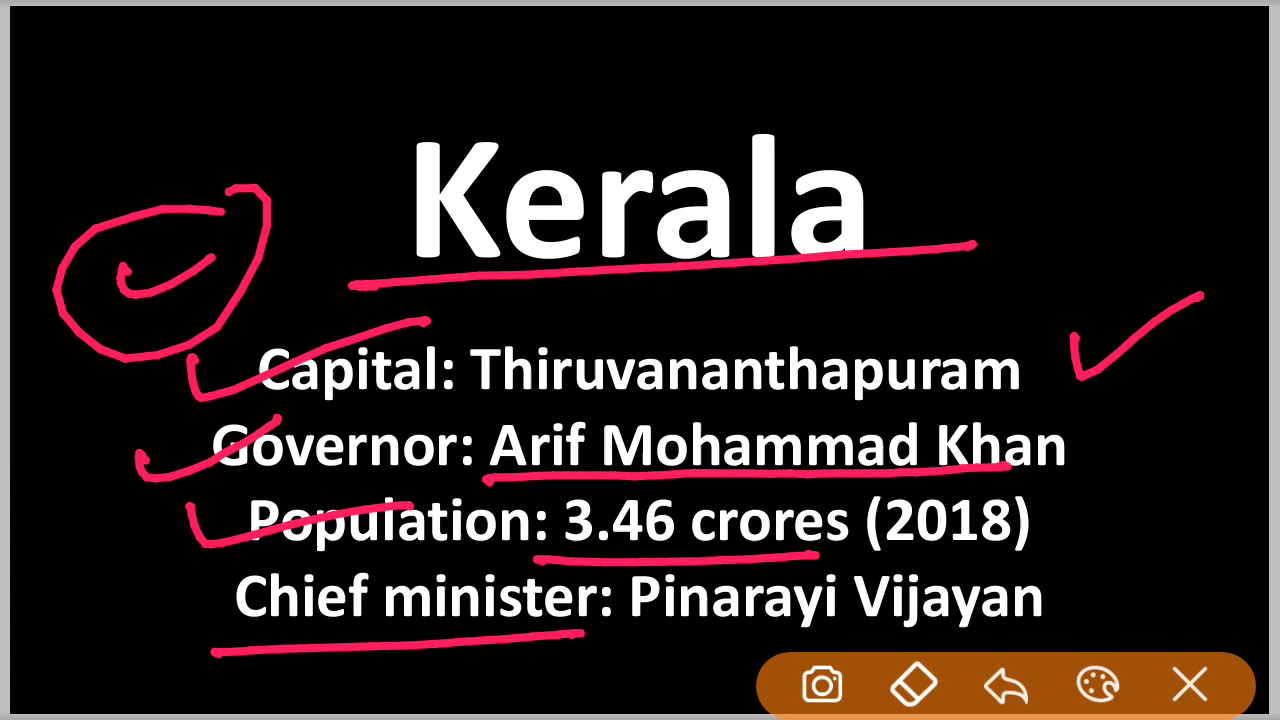 Kerala
Capital: Thiruvananthapuram
Governor: Arif Mohammad Khan
Population: 3.46 crores (2018)
Chief minister: Pinarayi Vijayan